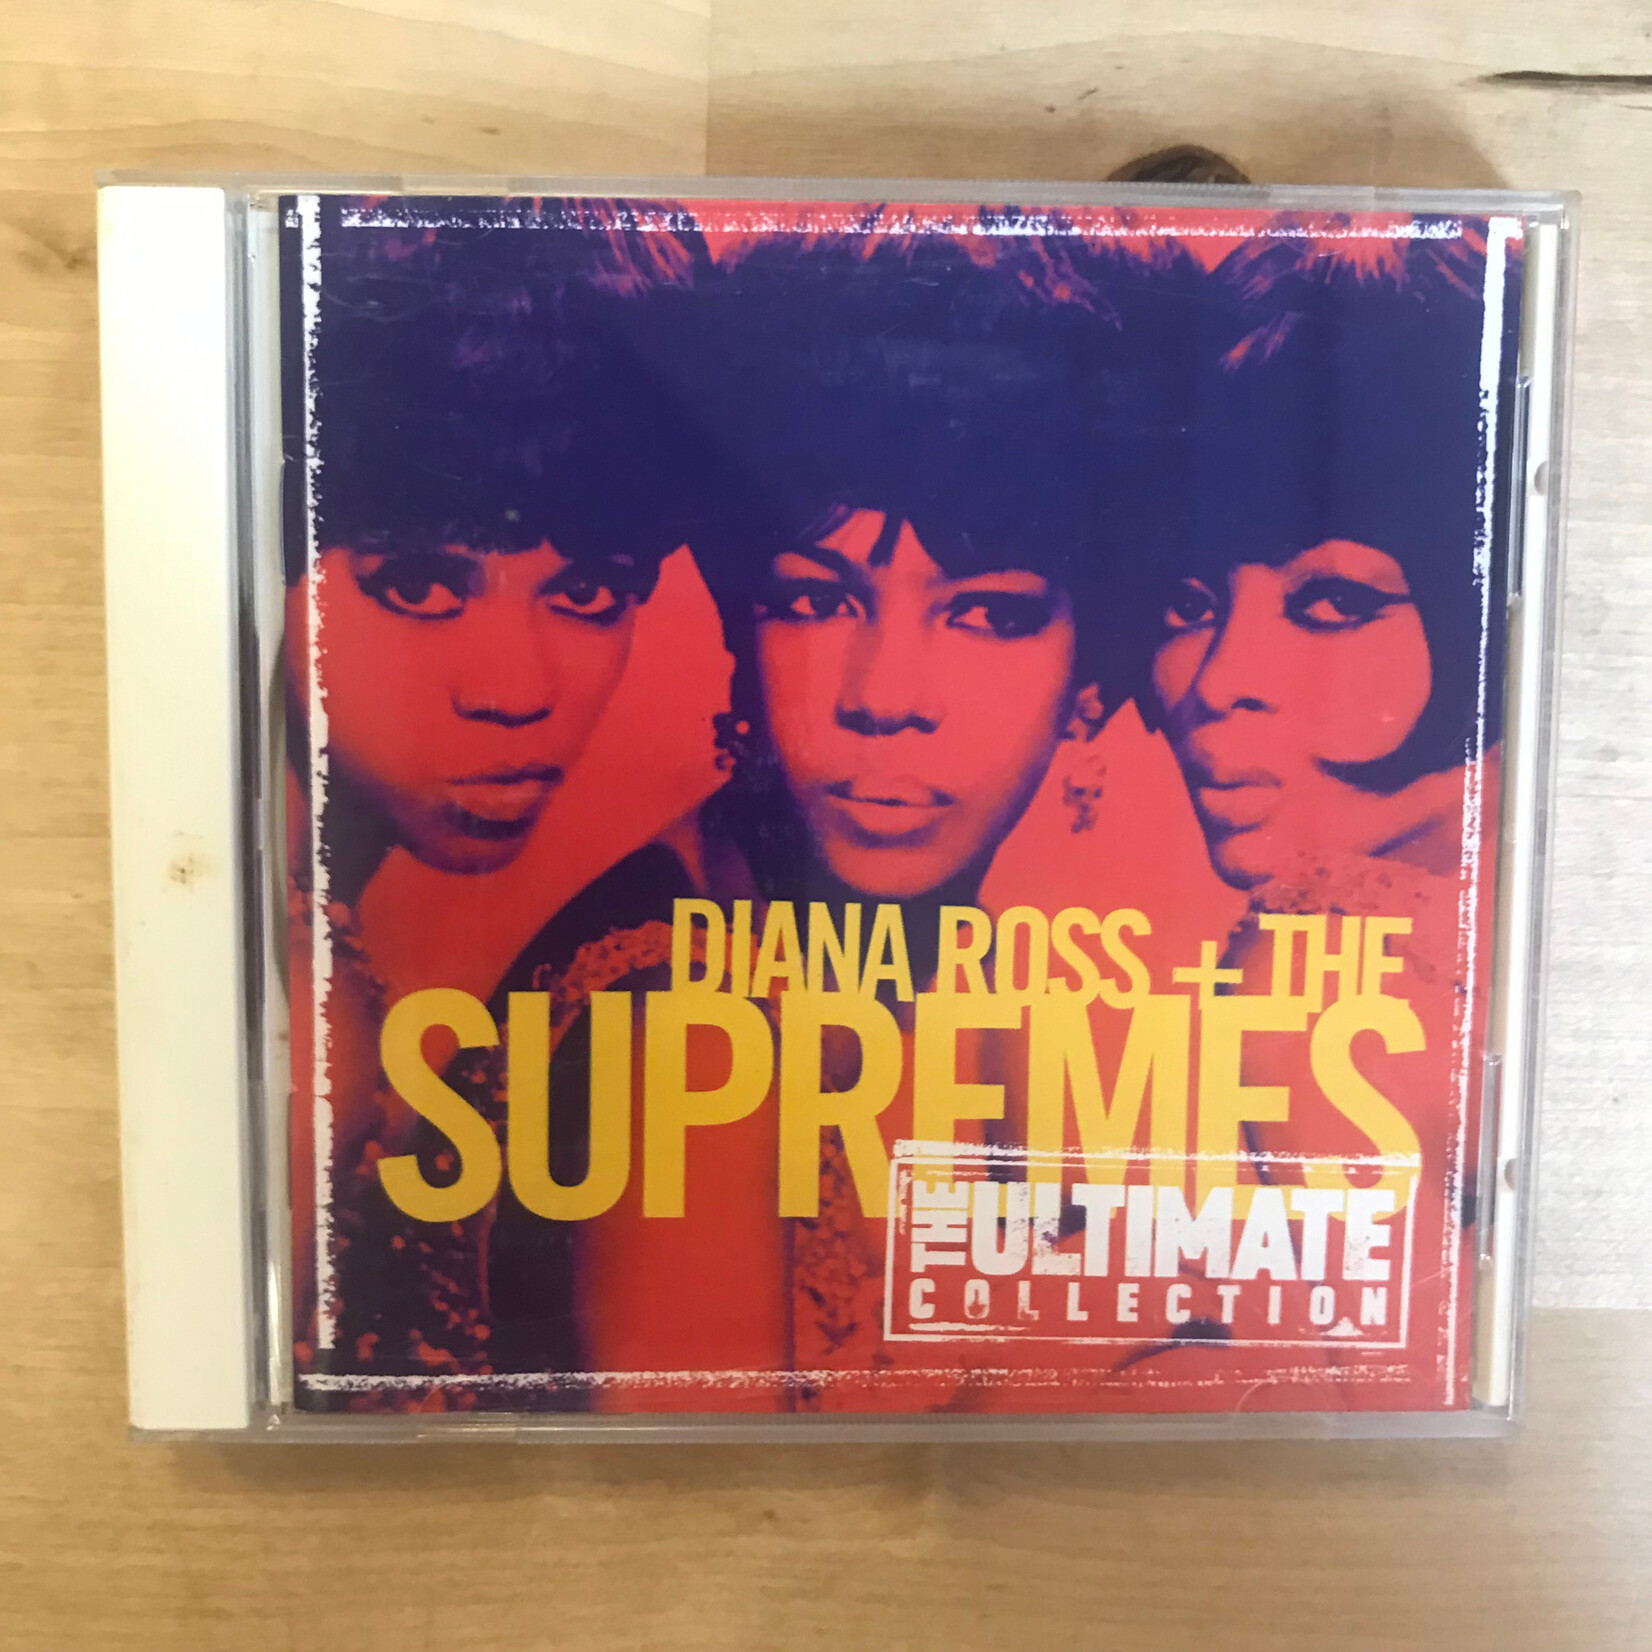 DIANA ROSS + THE
SUPREMES
THE ULTIMATE
COLLECTION